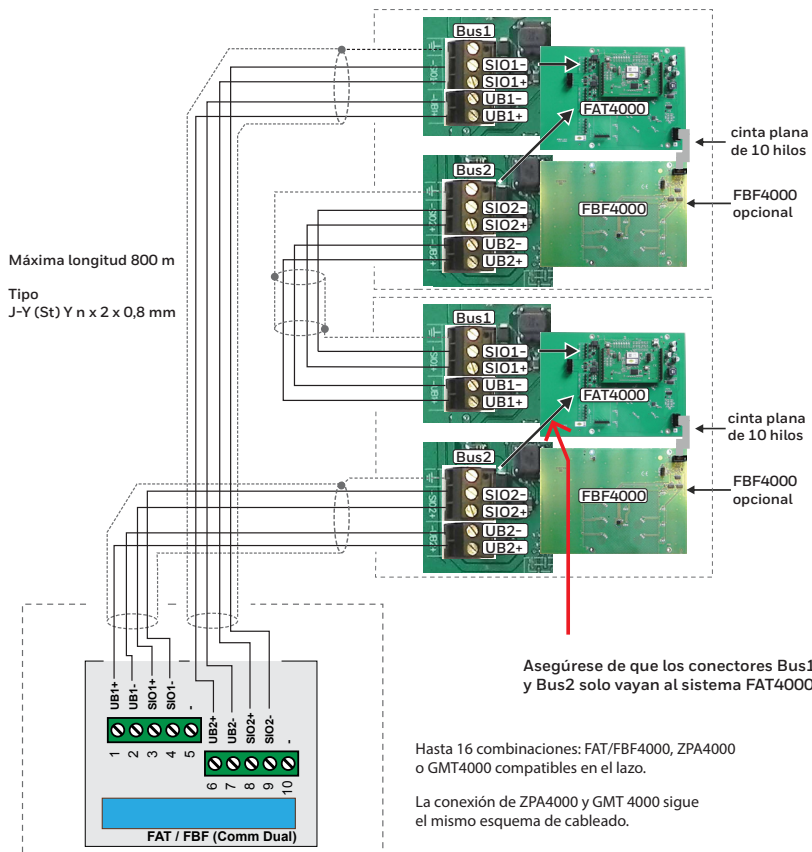 Bus1
SIO1-
SIO1+
UB1-
UB1+
FAT4000
cinta plana
de 10 hilos
Bus2
SIO2-
SIO2+
UB2-
UB2+
FBF4000
FBF4000
opcional
Máxima longitud 800 m
Tipo
J-Y (St) Y n x 2 x 0,8 mm
Bus1
SIO1-
SIO1+
UB1-
UB1+
FAT4000
cinta plana
de 10 hilos
Bus2
SIO2-
SIO2+
UB2-
UB2+
FBF4000
FBF4000
opcional
Asegúrese de que los conectores Bus1
y Bus2 solo vayan al sistema FAT4000
UB1+
UB1-
SIO1+
SIO1-
-
UB2+
UB2-
SIO2+
SIO2-
-
1
2
3
4
5
6
7
8
9
10
FAT / FBF (Comm Dual)
Hasta 16 combinaciones: FAT/FBF4000, ZPA4000
o GMT4000 compatibles en el lazo.
La conexión de ZPA4000 y GMT 4000 sigue
el mismo esquema de cableado.